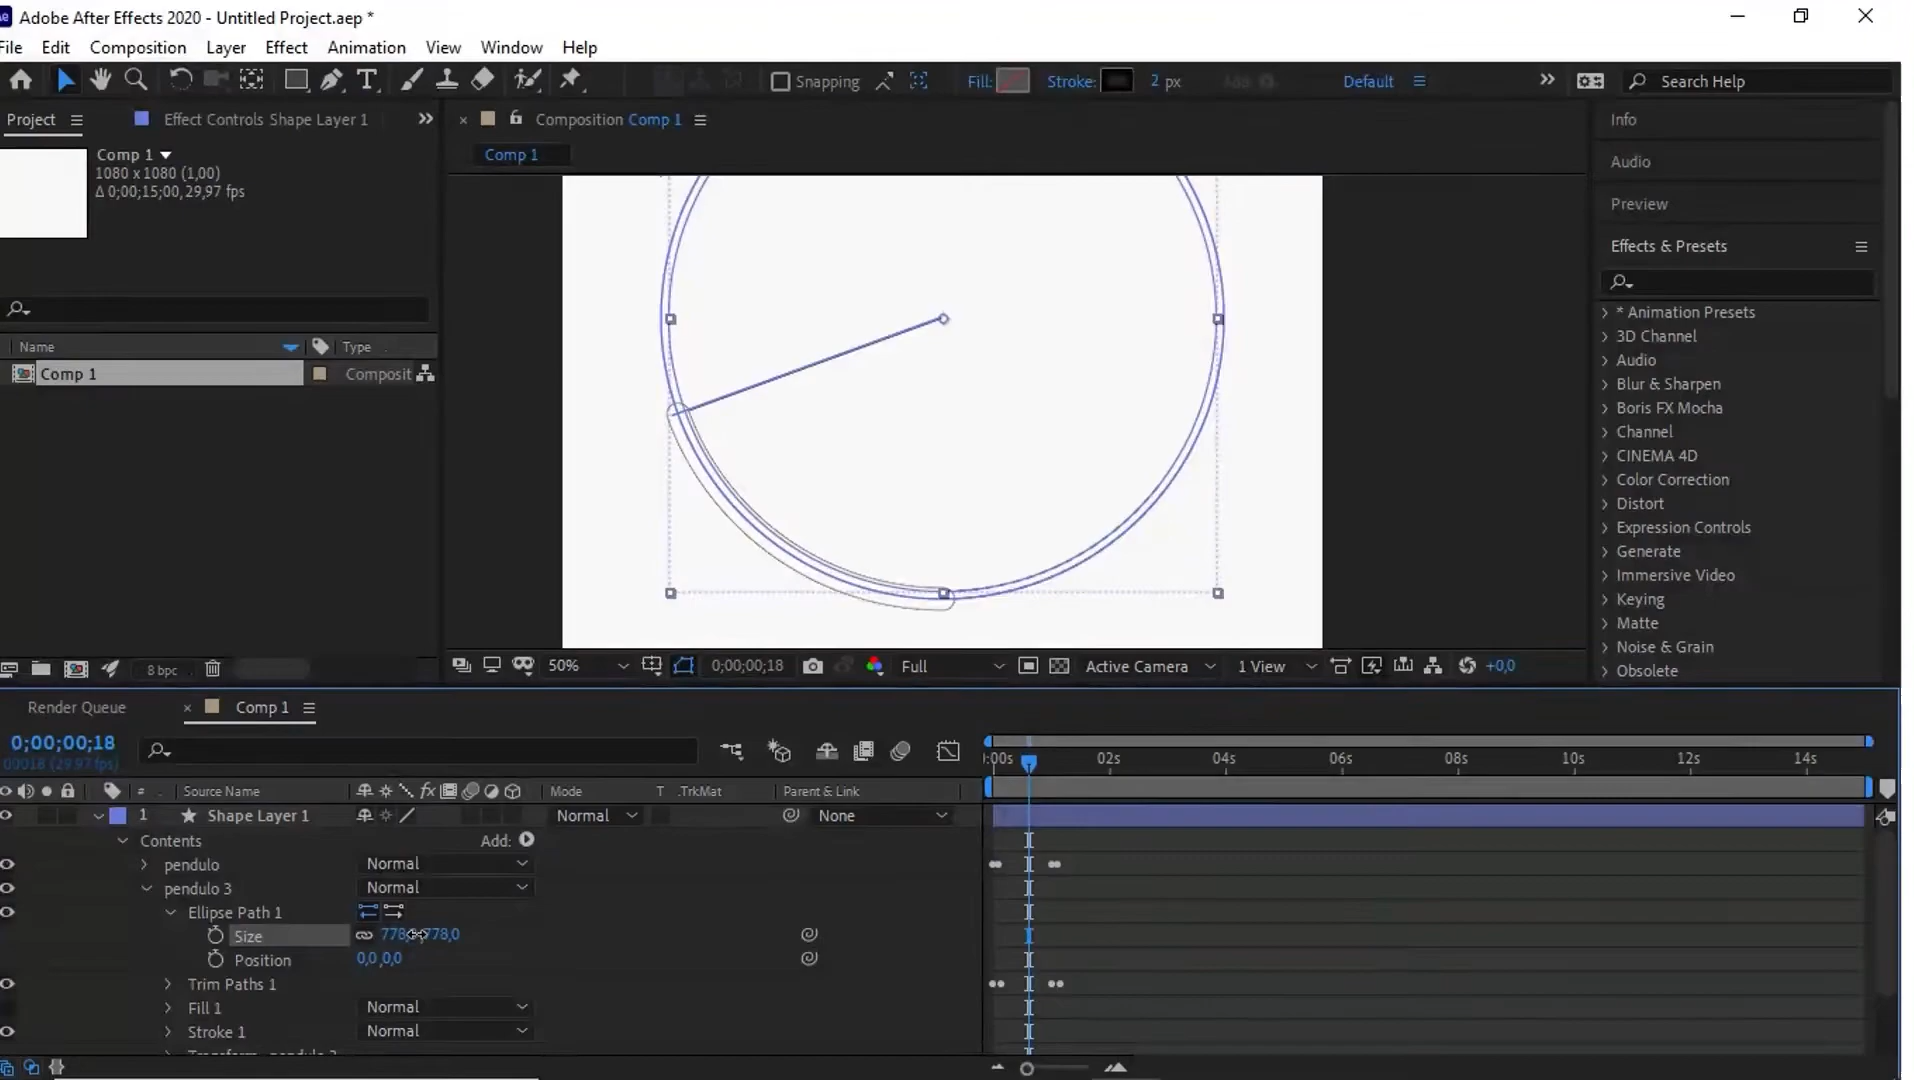 Adobe After Effects 2020 - Untitled Project.aep *
File Edit Composition Layer Effect Animation View Window Help
Snapping Fill: Stroke: 2 px Add: Default Search Help
Project Effect Controls Shape Layer 1 Composition Comp 1 Info
Comp 1
1080 x 1080 (1,00)
Δ 0;00;15;00, 29,97 fps
Comp 1
Audio
Preview
Effects & Presets
* Animation Presets
3D Channel
Audio
Blur & Sharpen
Boris FX Mocha
Channel
CINEMA 4D
Color Correction
Distort
Expression Controls
Generate
Immersive Video
Keying
Matte
Noise & Grain
Obsolete
Name Type
Comp 1 Composit
8 bpc
50% 0;00;00;18 Full Active Camera 1 View +0,0
Render Queue Comp 1
0;00;00;18
00018 (29.97 fps)
:00s 02s 04s 06s 08s 10s 12s 14s
# Source Name fx Mode T .TrkMat Parent & Link
1 Shape Layer 1 Normal None
Contents Add:
pendulo Normal
pendulo 3 Normal
Ellipse Path 1
Size 778, 778,0
Position 0,0,0,0
Trim Paths 1
Fill 1 Normal
Stroke 1 Normal